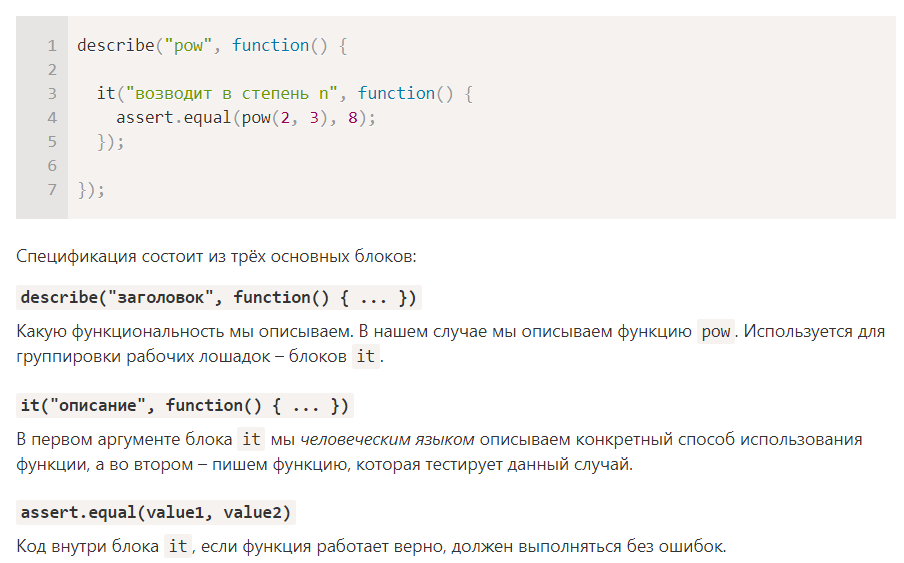 1 describe("pow", function() {
2
3   it("возводит в степень n", function() {
4     assert.equal(pow(2, 3), 8);
5   });
6
7 });
Спецификация состоит из трёх основных блоков:
describe("заголовок", function() { ... })
Какую функциональность мы описываем. В нашем случае мы описываем функцию pow. Используется для
группировки рабочих лошадок – блоков it.
it("описание", function() { ... })
В первом аргументе блока it мы человеческим языком описываем конкретный способ использования
функции, а во втором – пишем функцию, которая тестирует данный случай.
assert.equal(value1, value2)
Код внутри блока it, если функция работает верно, должен выполняться без ошибок.